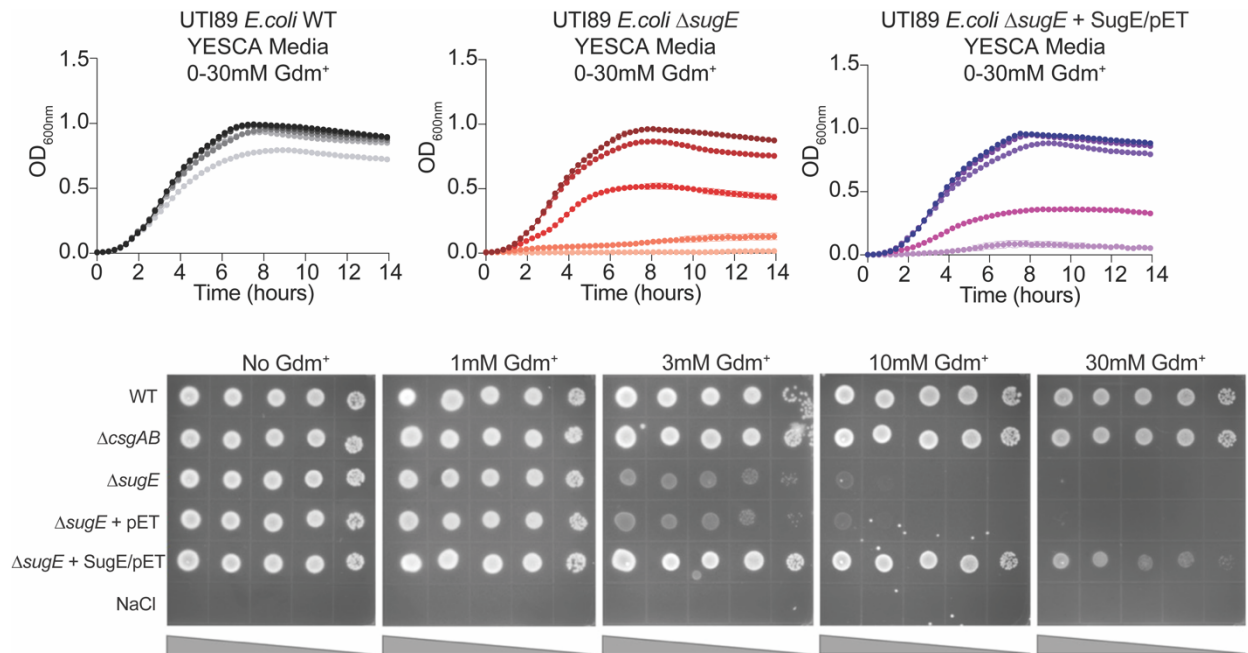 UTI89 E.coli WT
YESCA Media
0-30mM Gdm⁺
1.5
1.0
0.5
0.0
OD600nm
0 2 4 6 8 10 12 14
Time (hours)
UTI89 E.coli ΔsugE
YESCA Media
0-30mM Gdm⁺
1.5
1.0
0.5
0.0
OD600nm
0 2 4 6 8 10 12 14
Time (hours)
UTI89 E.coli ΔsugE + SugE/pET
YESCA Media
0-30mM Gdm⁺
1.5
1.0
0.5
0.0
OD600nm
0 2 4 6 8 10 12 14
Time (hours)
No Gdm⁺ 1mM Gdm⁺ 3mM Gdm⁺ 10mM Gdm⁺ 30mM Gdm⁺
WT
ΔcsgAB
ΔsugE
ΔsugE + pET
ΔsugE + SugE/pET
NaCl